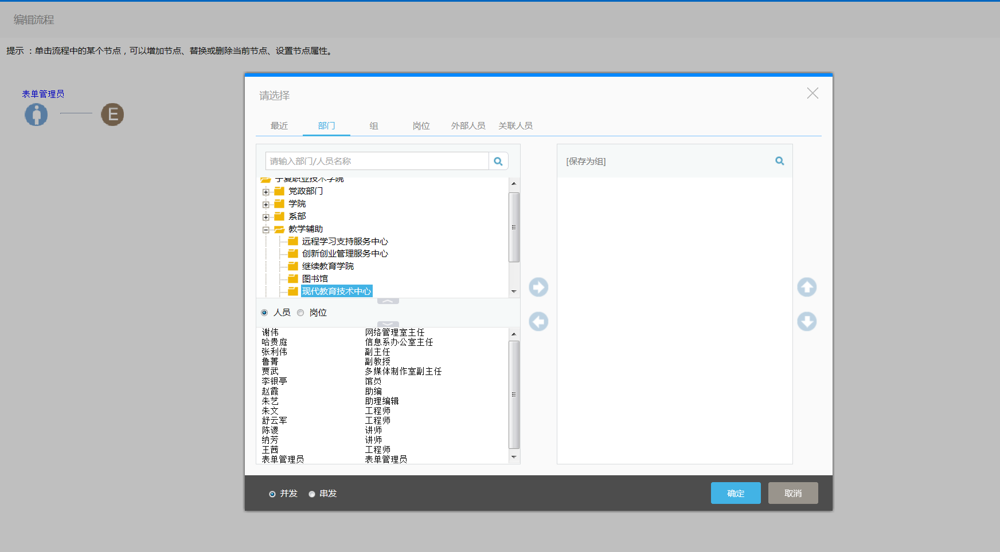 编辑流程
提示 ：单击流程中的某个节点，可以增加节点、替换或删除当前节点、设置节点属性。
表单管理员
E
请选择
最近 部门 组 岗位 外部人员 关联人员
请输入部门/人员名称
[保存为组]
宁夏职业技术学院
党政部门
学院
系部
教学辅助
远程学习支持服务中心
创新创业管理服务中心
继续教育学院
图书馆
现代教育技术中心
人员 岗位
谢伟 网络管理室主任
哈贵庭 信息系办公室主任
张利伟 副主任
鲁菁 副教授
贾武 多媒体制作室副主任
李银亭 馆员
赵霞 助编
朱艺 助理编辑
朱文 工程师
舒云军 工程师
陈谡 讲师
纳芳 讲师
王茜 工程师
表单管理员 表单管理员
并发 串发
确定 取消